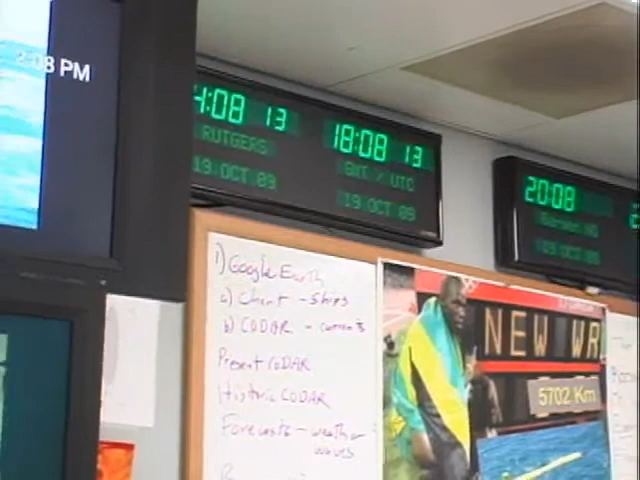 :08 PM
4:08 13
RUTGERS
19.OCT 09
18:08 13
GMT / UTC
19.OCT 09
20:08
19.OCT 09
1) Google Earth
a) Chart - Ships
b) CODAR - currents
Present CODAR
Historic CODAR
Forecasts - weather
waves
NEW WR
5702 Km